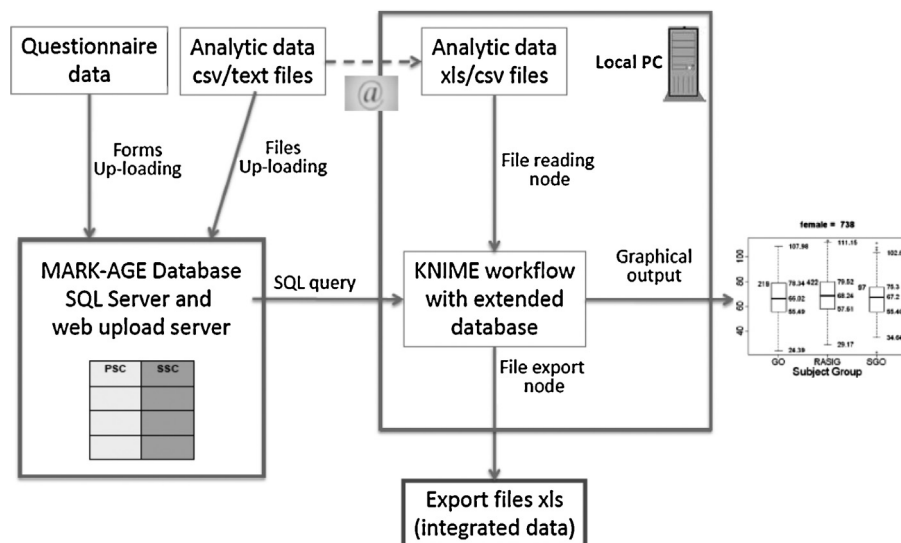 Questionnaire
data
Analytic data
csv/text files
@
Analytic data
xls/csv files
Local PC
Forms
Up-loading
Files
Up-loading
File reading
node
MARK-AGE Database
SQL Server and
web upload server
PSC SSC
SQL query
KNIME workflow
with extended
database
Graphical
output
File export
node
Export files xls
(integrated data)
female = 738
107.98
111.15
78.34
422
79.52
97
66.02
68.24
67.2
55.49
57.61
24.39
29.17
100
80
60
40
GO RASIG SGO
Subject Group